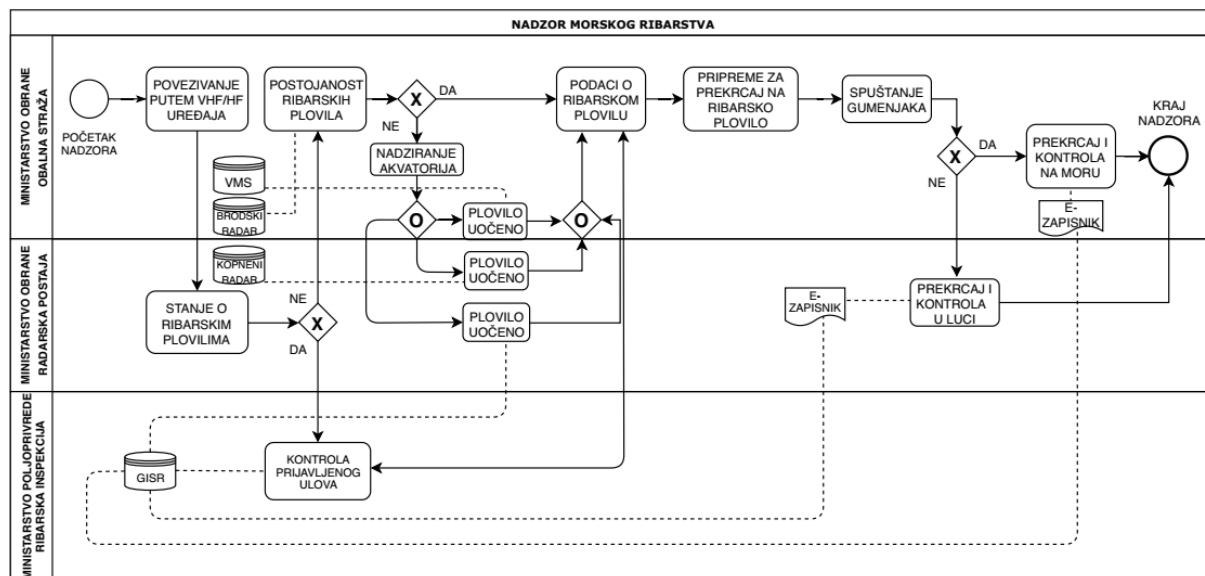 NADZOR MORSKOG RIBARSTVA
MINISTARSTVO OBRANE
OBALNA STRAŽA
POČETAK
NADZORA
POVEZIVANJE
PUTEM VHF/HF
UREĐAJA
POSTOJANOST
RIBARSKIH
PLOVILA
X
DA
NE
NADZIRANJE
AKVATORIJA
O
VMS
BRODSKI
RADAR
PLOVILO
UOČENO
O
PODACI O
RIBARSKOM
PLOVILU
PRIPREME ZA
PREKRCAJ NA
RIBARSKO
PLOVILO
SPUŠTANJE
GUMENJAKA
X
DA
NE
PREKRCAJ I
KONTROLA
NA MORU
KRAJ
NADZORA
E-
ZAPISNIK
MINISTARSTVO OBRANE
RADARSKA POSTAJA
KOPNENI
RADAR
STANJE O
RIBARSKIM
PLOVILIMA
NE
X
DA
PLOVILO
UOČENO
PLOVILO
UOČENO
E-
ZAPISNIK
PREKRCAJ I
KONTROLA
U LUCI
MINISTARSTVO POLJOPRIVREDE
RIBARSKA INSPEKCIJA
GISR
KONTROLA
PRIJAVLJENOG
ULOVA